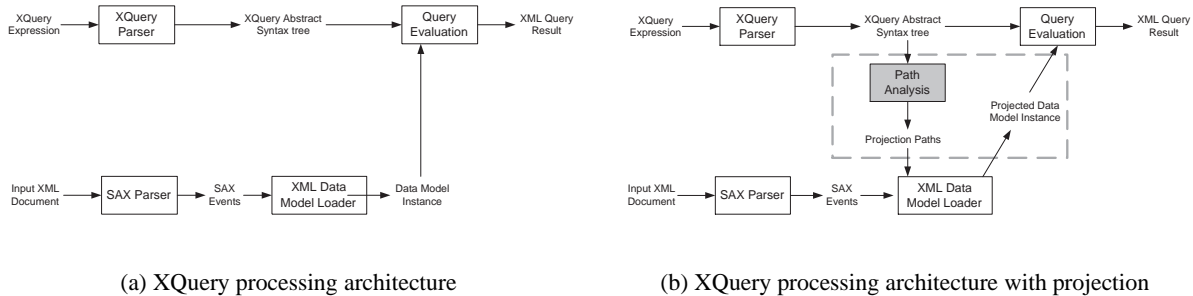 XQuery
Expression
XQuery
Parser
XQuery Abstract
Syntax tree
Query
Evaluation
XML Query
Result
Input XML
Document
SAX Parser
SAX
Events
XML Data
Model Loader
Data Model
Instance
(a) XQuery processing architecture
XQuery
Expression
XQuery
Parser
XQuery Abstract
Syntax tree
Query
Evaluation
XML Query
Result
Path
Analysis
Projected Data
Model Instance
Projection Paths
Input XML
Document
SAX Parser
SAX
Events
XML Data
Model Loader
(b) XQuery processing architecture with projection